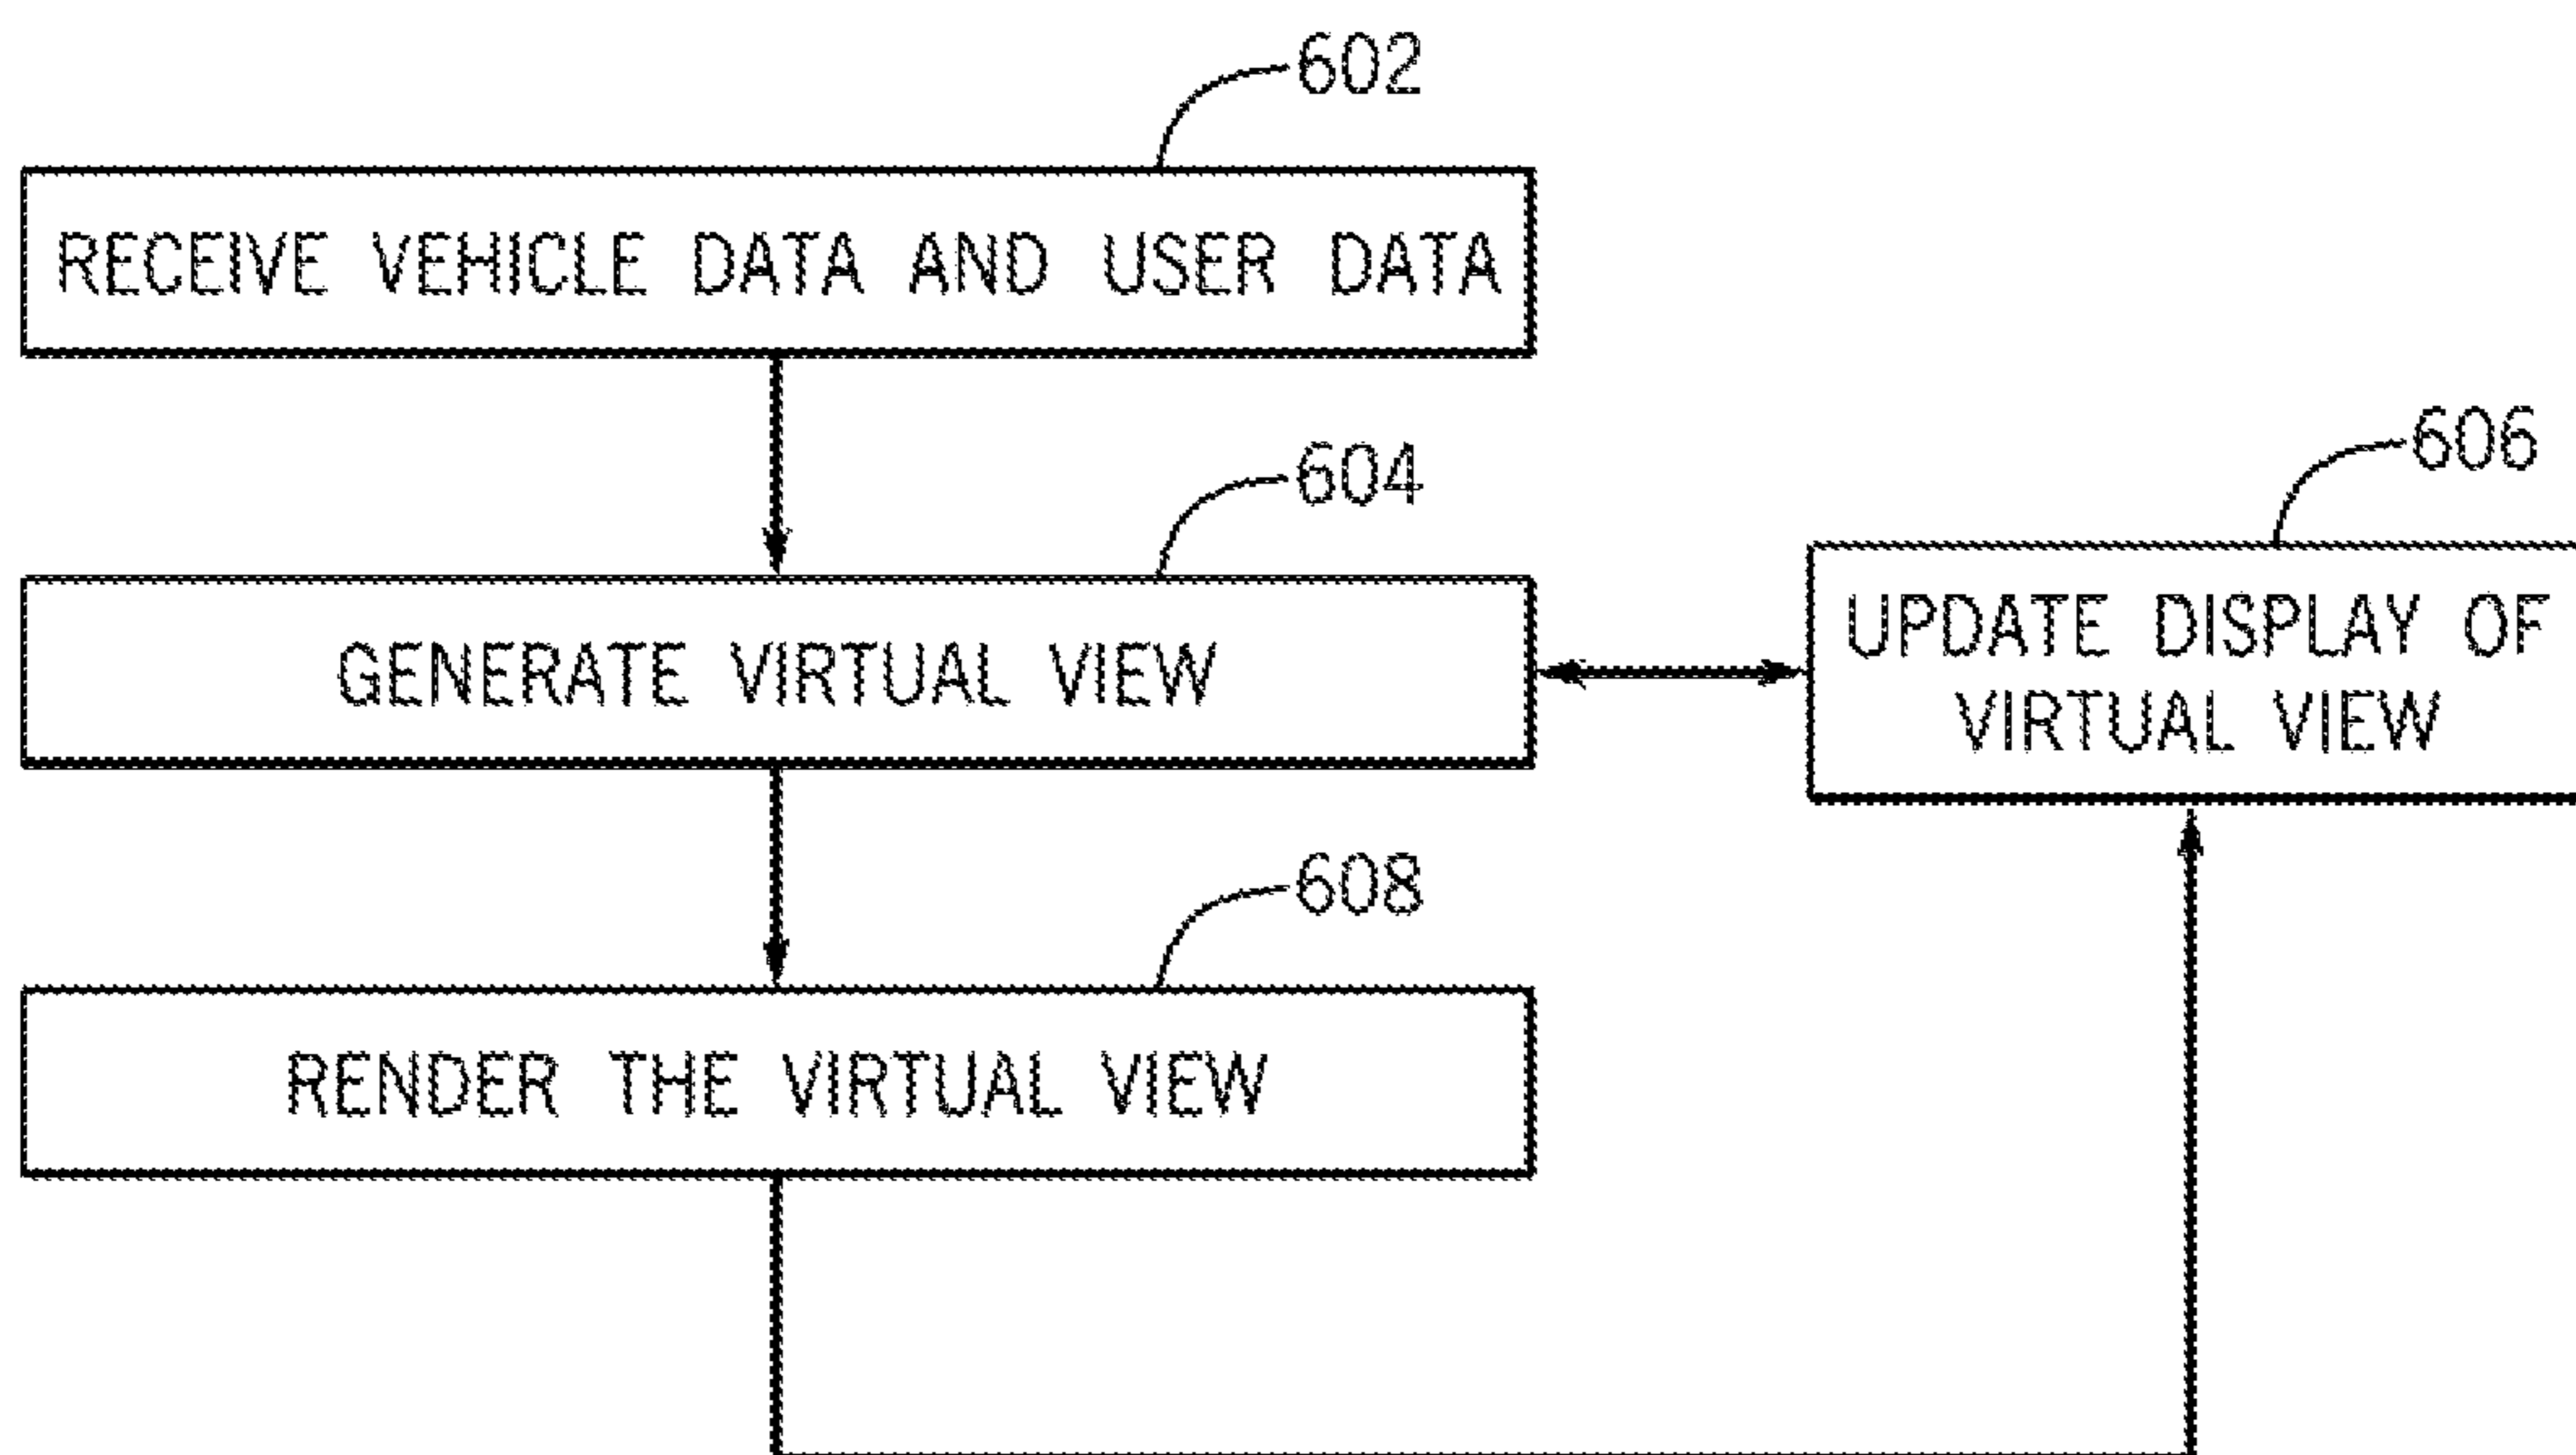 602
RECEIVE VEHICLE DATA AND USER DATA
604
GENERATE VIRTUAL VIEW
606
UPDATE DISPLAY OF
VIRTUAL VIEW
608
RENDER THE VIRTUAL VIEW